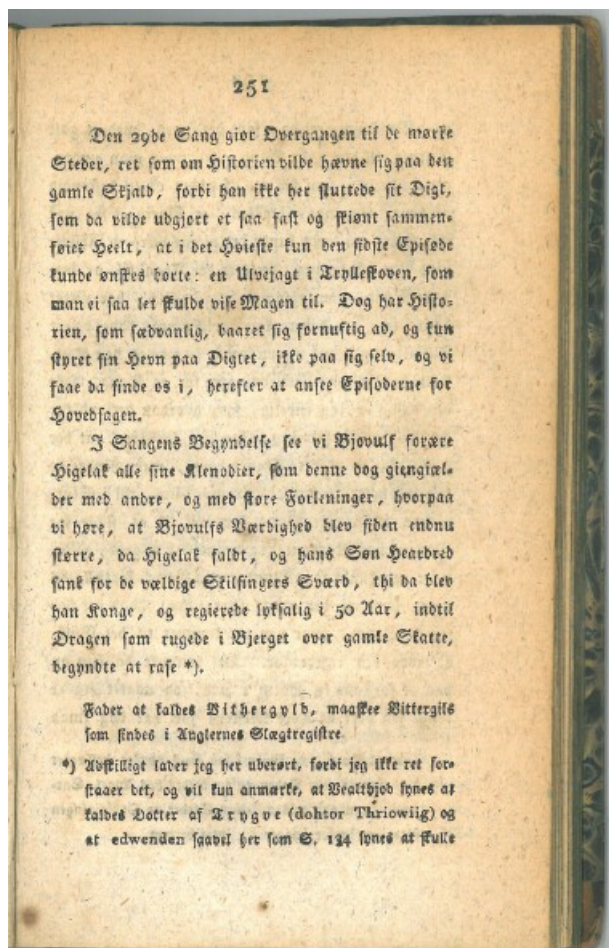 251
Den 29de Sang giør Overgangen til de mørke
Steder, ret som om Historien vilde hævne sig paa den
gamle Skjald, fordi han ikke her sluttede sit Digt,
som da vilde udgjort et saa fast og skiønt sammen-
føiet Heelt, at i det Høieste kun den sidste Episode
kunde ønskes borte: en Ulvejagt i Trylleskoven, som
man ei saa let skulde vise Magen til. Dog har Histo-
rien, som sædvanlig, baaret sig fornuftig ad, og kun
styret sin Hevn paa Digtet, ikke paa sig selv, og vi
faae da finde os i, herefter at ansee Episoderne for
Hovedsagen.
I Sangens Begyndelse see vi Bjovulf forære
Higelak alle sine Klenodier, som denne dog giengiæl-
der med andre, og med store Forleninger, hvorpaa
vi høre, at Bjovulfs Værdighed blev siden endnu
større, da Higelak faldt, og hans Søn Heardred
sank for de vældige Skilfingers Sværd, thi da blev
han Konge, og regierede lyksalig i 50 Aar, indtil
Dragen som rugede i Bjerget over gamle Skatte,
begyndte at rase *).
Fader at kaldes Vithergyld, maaskee Vittergils
som findes i Anglernes Slægtregistre
*) Adskilligt lader jeg her uberørt, fordi jeg ikke ret for-
staaer det, og vil kun anmærke, at Vealthjod synes at
kaldes Dotter af Trygve (dohtor Thriowiig) og
at edwenden saavel her som S. 134 synes at skulle